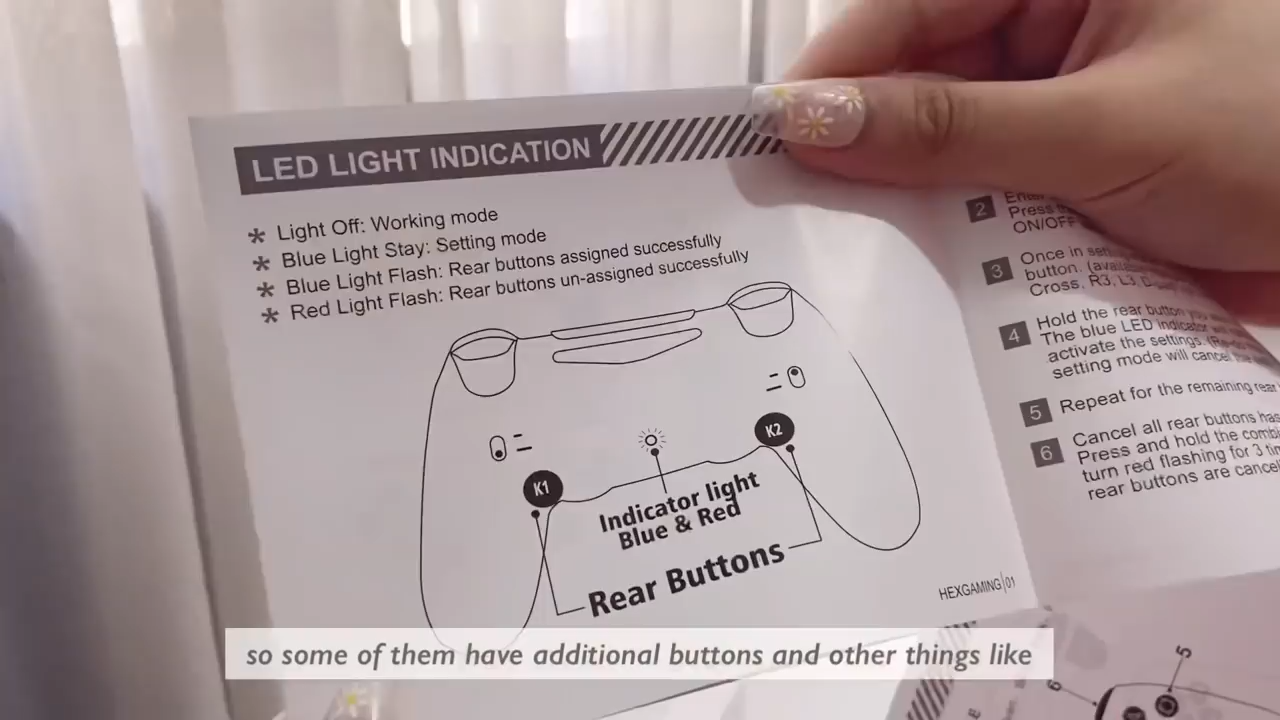 LED LIGHT INDICATION
* Light Off: Working mode
* Blue Light Stay: Setting mode
* Blue Light Flash: Rear buttons assigned successfully
* Red Light Flash: Rear buttons un-assigned successfully
K1
K2
Indicator light
Blue & Red
Rear Buttons
HEXGAMING|01
2
Press
ON/OFF
3 Once in
button.
Cross, R3, L3,
4 Hold the rear button
The blue LED indicator
activate the settings.
setting mode will cancel
5 Repeat for the remaining rear
6 Cancel all rear buttons
Press and hold the
turn red flashing for 3
rear buttons are
5
6
so some of them have additional buttons and other things like